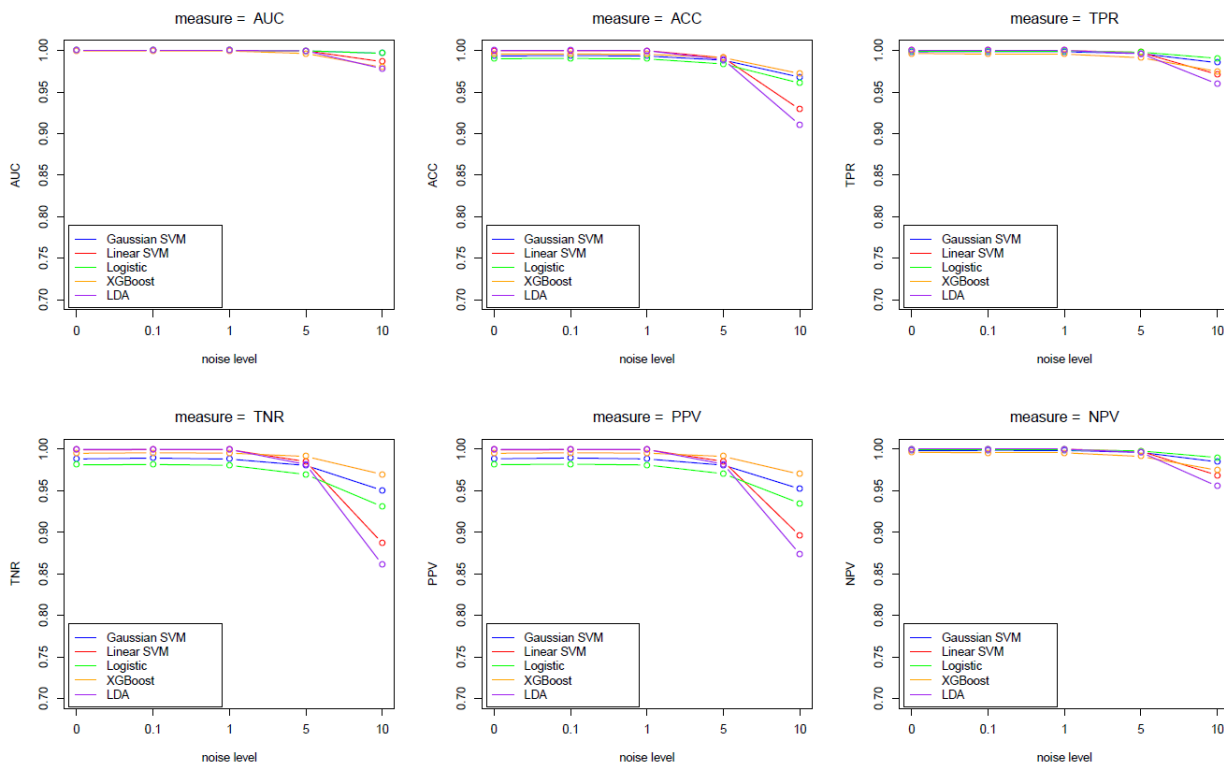 measure = AUC
AUC
1.00
0.95
0.90
0.85
0.80
0.75
0.70
Gaussian SVM
Linear SVM
Logistic
XGBoost
LDA
0 0.1 1 5 10
noise level
measure = ACC
ACC
1.00
0.95
0.90
0.85
0.80
0.75
0.70
Gaussian SVM
Linear SVM
Logistic
XGBoost
LDA
0 0.1 1 5 10
noise level
measure = TPR
TPR
1.00
0.95
0.90
0.85
0.80
0.75
0.70
Gaussian SVM
Linear SVM
Logistic
XGBoost
LDA
0 0.1 1 5 10
noise level
measure = TNR
TNR
1.00
0.95
0.90
0.85
0.80
0.75
0.70
Gaussian SVM
Linear SVM
Logistic
XGBoost
LDA
0 0.1 1 5 10
noise level
measure = PPV
PPV
1.00
0.95
0.90
0.85
0.80
0.75
0.70
Gaussian SVM
Linear SVM
Logistic
XGBoost
LDA
0 0.1 1 5 10
noise level
measure = NPV
NPV
1.00
0.95
0.90
0.85
0.80
0.75
0.70
Gaussian SVM
Linear SVM
Logistic
XGBoost
LDA
0 0.1 1 5 10
noise level